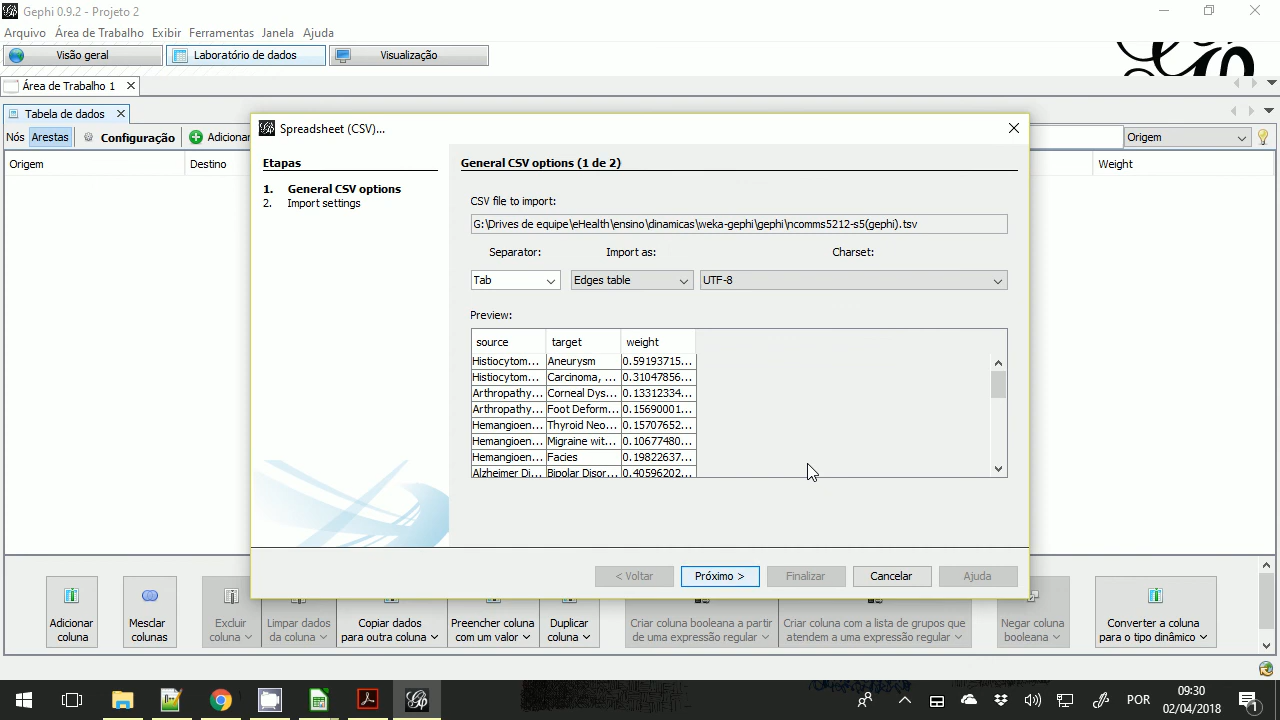 Gephi 0.9.2 - Projeto 2
Arquivo Área de Trabalho Exibir Ferramentas Janela Ajuda
Visão geral Laboratório de dados Visualização
Área de Trabalho 1
Tabela de dados
Nós Arestas Configuração Adicionar Origem
Origem Destino Weight
Spreadsheet (CSV)...
Etapas
1. General CSV options
2. Import settings
General CSV options (1 de 2)
CSV file to import:
G:\Drives de equipe\eHealth\ensino\dinamicas\weka-gephi\gephi\ncomms5212-s5(gephi).tsv
Separator: Import as: Charset:
Tab Edges table UTF-8
Preview:
source target weight
Histiocytom... Aneurysm 0.59193715...
Histiocytom... Carcinoma, ... 0.31047856...
Arthropathy... Corneal Dys... 0.13312334...
Arthropathy... Foot Deform... 0.15690001...
Hemangioen... Thyroid Neo... 0.15707652...
Hemangioen... Migraine wit... 0.10677480...
Hemangioen... Facies 0.19822637...
Alzheimer Di... Bipolar Disor... 0.40596202...
< Voltar Próximo > Finalizar Cancelar Ajuda
Adicionar coluna
Mesclar colunas
Excluir coluna
Limpar dados da coluna
Copiar dados para outra coluna
Preencher coluna com um valor
Duplicar coluna
Criar coluna booleana a partir de uma expressão regular
Criar coluna com a lista de grupos que atendem a uma expressão regular
Negar coluna booleana
Converter a coluna para o tipo dinâmico
POR
09:30
02/04/2018
1